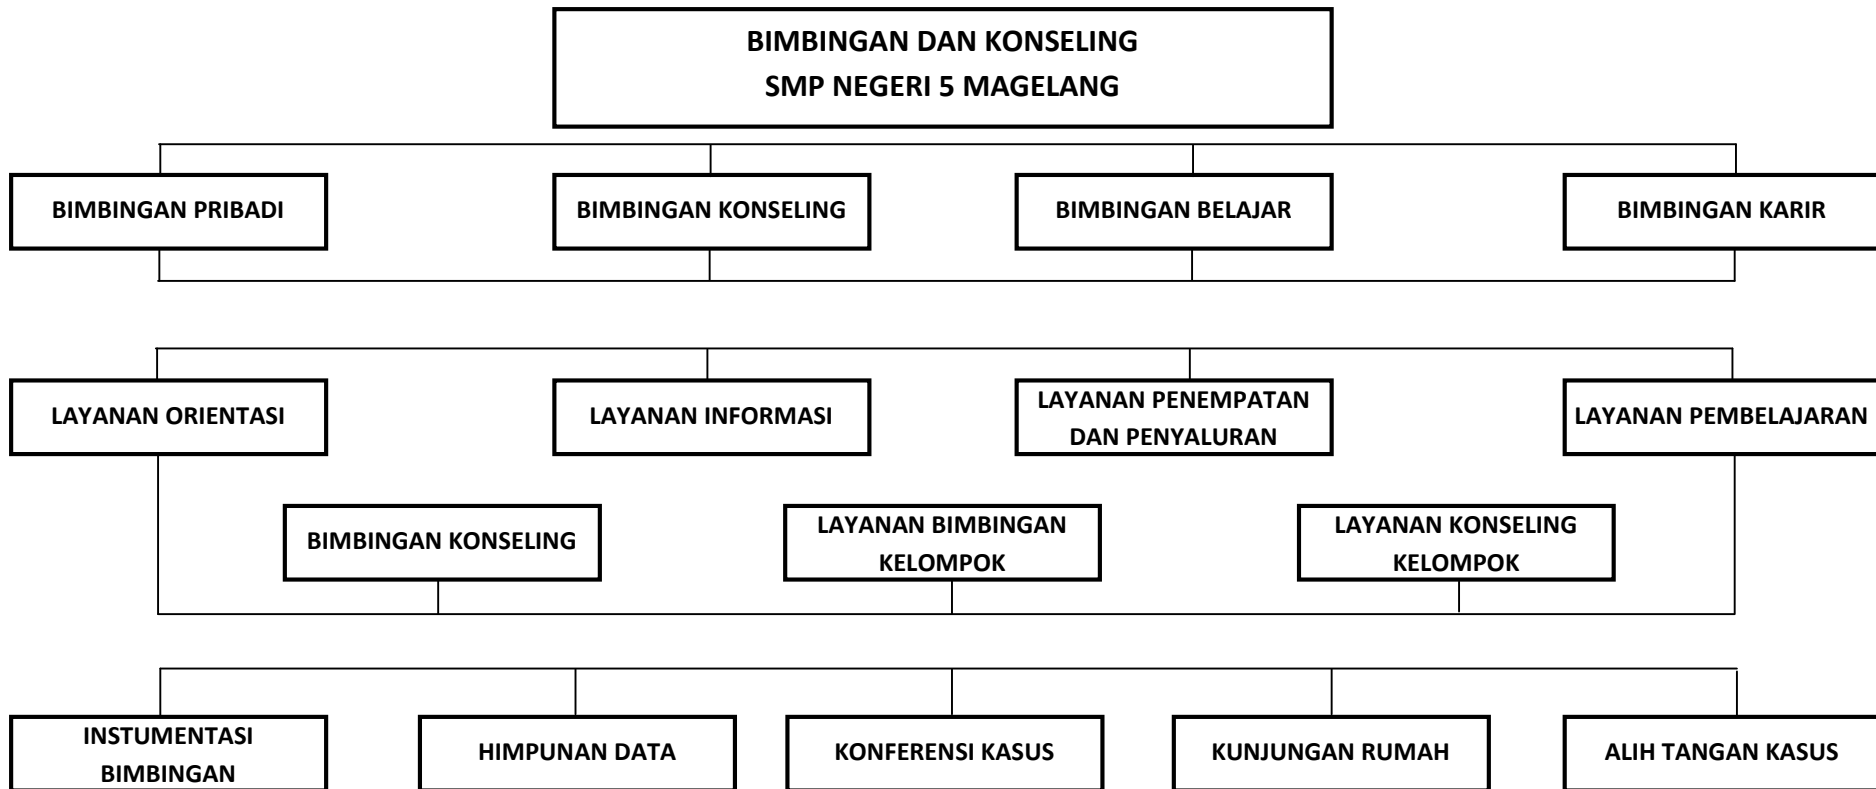 BIMBINGAN DAN KONSELING
SMP NEGERI 5 MAGELANG
BIMBINGAN PRIBADI
BIMBINGAN KONSELING
BIMBINGAN BELAJAR
BIMBINGAN KARIR
LAYANAN ORIENTASI
LAYANAN INFORMASI
LAYANAN PENEMPATAN
DAN PENYALURAN
LAYANAN PEMBELAJARAN
BIMBINGAN KONSELING
LAYANAN BIMBINGAN
KELOMPOK
LAYANAN KONSELING
KELOMPOK
INSTUMENTASI
BIMBINGAN
HIMPUNAN DATA
KONFERENSI KASUS
KUNJUNGAN RUMAH
ALIH TANGAN KASUS